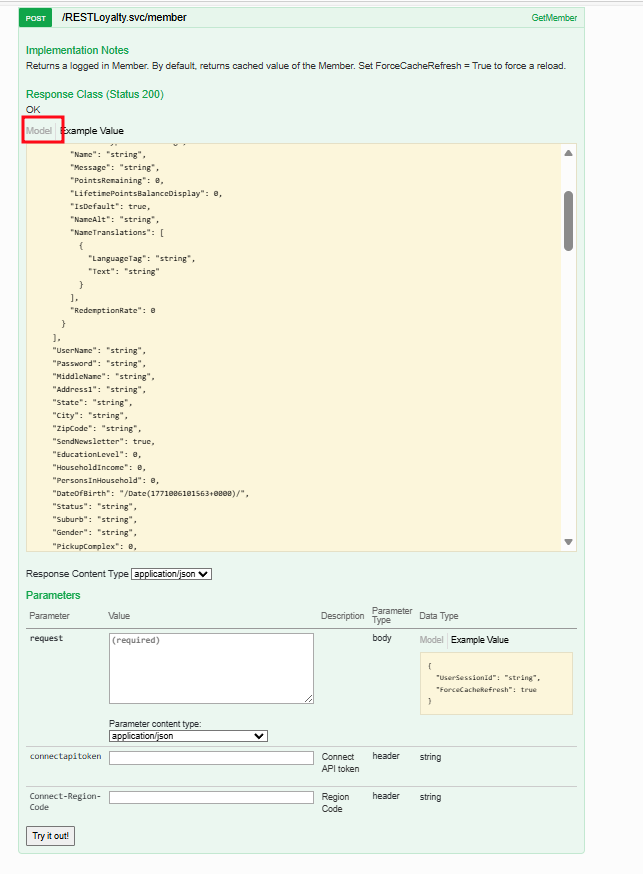 POST /RESTLoyalty.svc/member GetMember
Implementation Notes
Returns a logged in Member. By default, returns cached value of the Member. Set ForceCacheRefresh = True to force a reload.
Response Class (Status 200)
OK
Model Example Value
"Name": "string",
"Message": "string",
"PointsRemaining": 0,
"LifetimePointsBalanceDisplay": 0,
"IsDefault": true,
"NameAlt": "string",
"NameTranslations": [
{
"LanguageTag": "string",
"Text": "string"
}
],
"RedemptionRate": 0
}
],
"UserName": "string",
"Password": "string",
"MiddleName": "string",
"Address1": "string",
"State": "string",
"City": "string",
"ZipCode": "string",
"SendNewsletter": true,
"EducationLevel": 0,
"HouseholdIncome": 0,
"PersonsInHousehold": 0,
"DateOfBirth": "/Date(1771006101563+0000)/",
"Status": "string",
"Suburb": "string",
"Gender": "string",
"PickupComplex": 0,
Response Content Type application/json
Parameters
Parameter Value Description Parameter Type Data Type
request (required) body Model Example Value
{
"UserSessionId": "string",
"ForceCacheRefresh": true
}
Parameter content type:
application/json
connectapitoken Connect API token header string
Connect-Region-Code Region Code header string
Try it out!